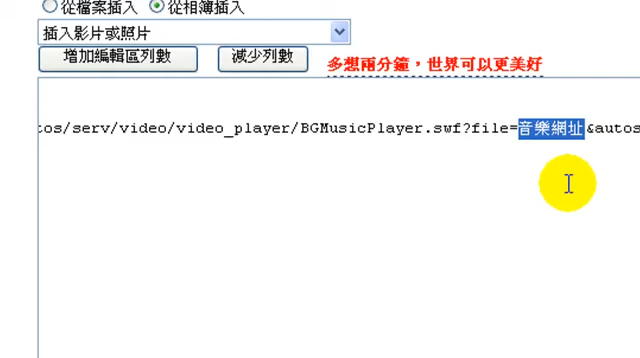 從檔案插入 從相簿插入
插入影片或照片
增加編輯區列數 減少列數 多想兩分鐘，世界可以更美好
tos/serv/video/video_player/BGMusicPlayer.swf?file=音樂網址&autos